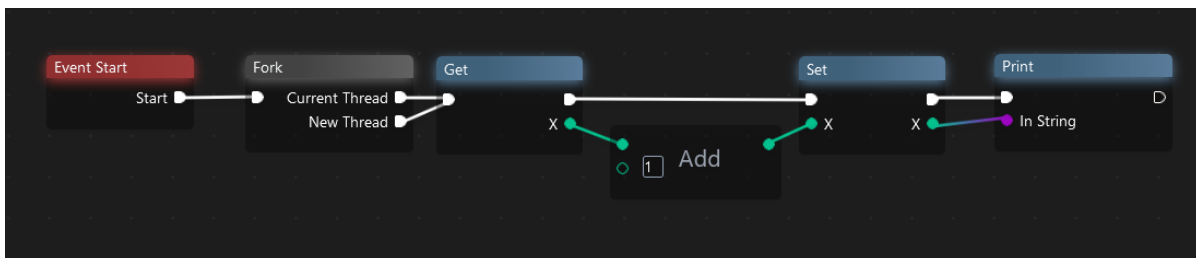 Event Start
Start
Fork
Current Thread
New Thread
Get
X
1
Add
Set
X X
Print
In String